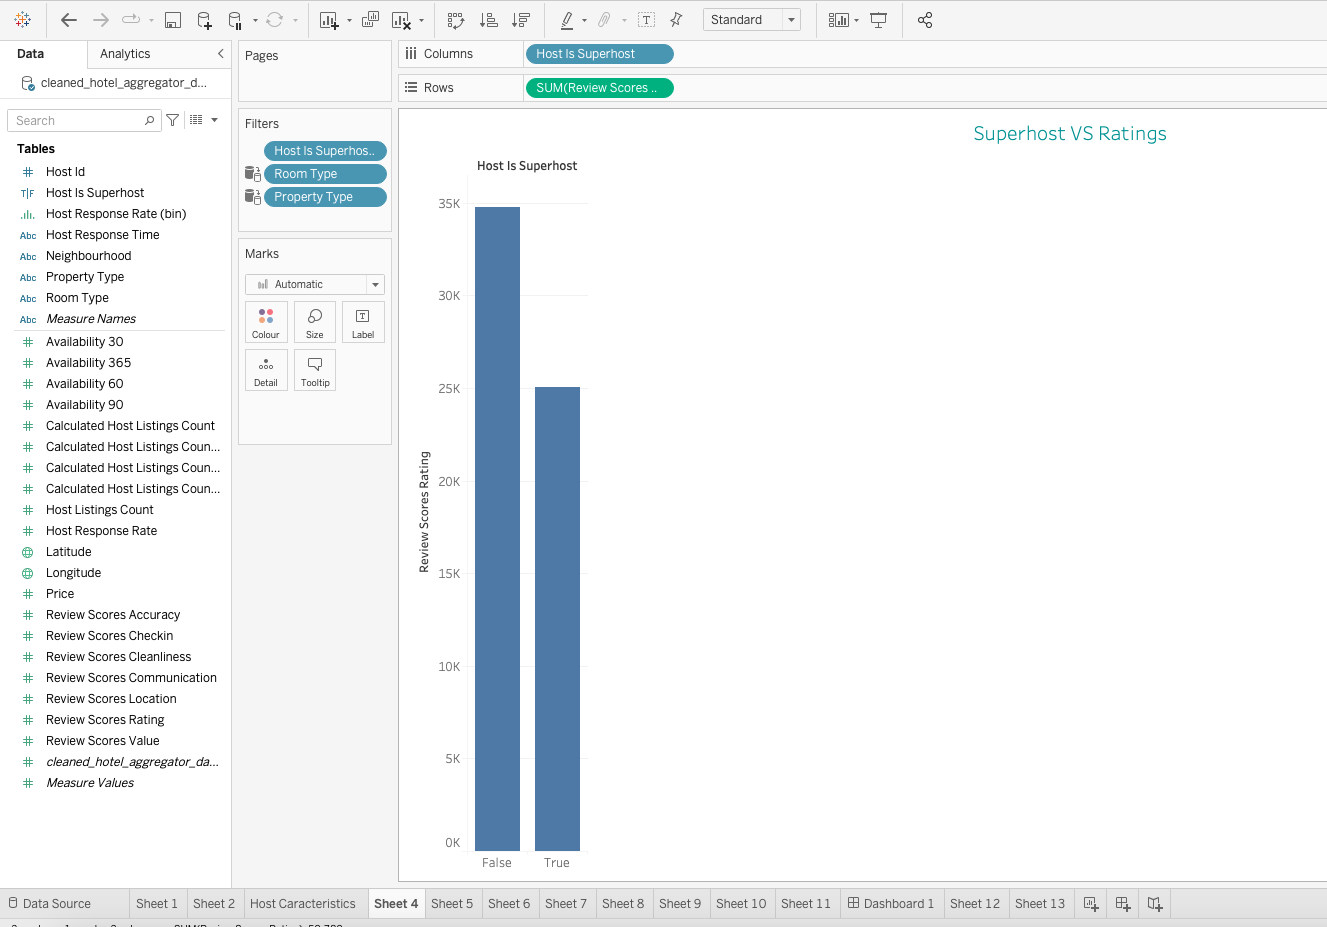 Standard
Data
Analytics
cleaned_hotel_aggregator_d...
Search
Tables
Host Id
T|F Host Is Superhost
Host Response Rate (bin)
Abc Host Response Time
Abc Neighbourhood
Abc Property Type
Abc Room Type
Abc Measure Names
Availability 30
Availability 365
Availability 60
Availability 90
Calculated Host Listings Count
Calculated Host Listings Coun...
Calculated Host Listings Coun...
Calculated Host Listings Coun...
Host Listings Count
Host Response Rate
Latitude
Longitude
Price
Review Scores Accuracy
Review Scores Checkin
Review Scores Cleanliness
Review Scores Communication
Review Scores Location
Review Scores Rating
Review Scores Value
cleaned_hotel_aggregator_da...
Measure Values
Pages
Filters
Host Is Superhos..
Room Type
Property Type
Marks
Automatic
Colour
Size
Label
Detail
Tooltip
Columns
Host Is Superhost
Rows
SUM(Review Scores ..
Superhost VS Ratings
Host Is Superhost
35K
30K
25K
20K
15K
10K
5K
0K
Review Scores Rating
False
True
Data Source
Sheet 1
Sheet 2
Host Caracteristics
Sheet 4
Sheet 5
Sheet 6
Sheet 7
Sheet 8
Sheet 9
Sheet 10
Sheet 11
Dashboard 1
Sheet 12
Sheet 13